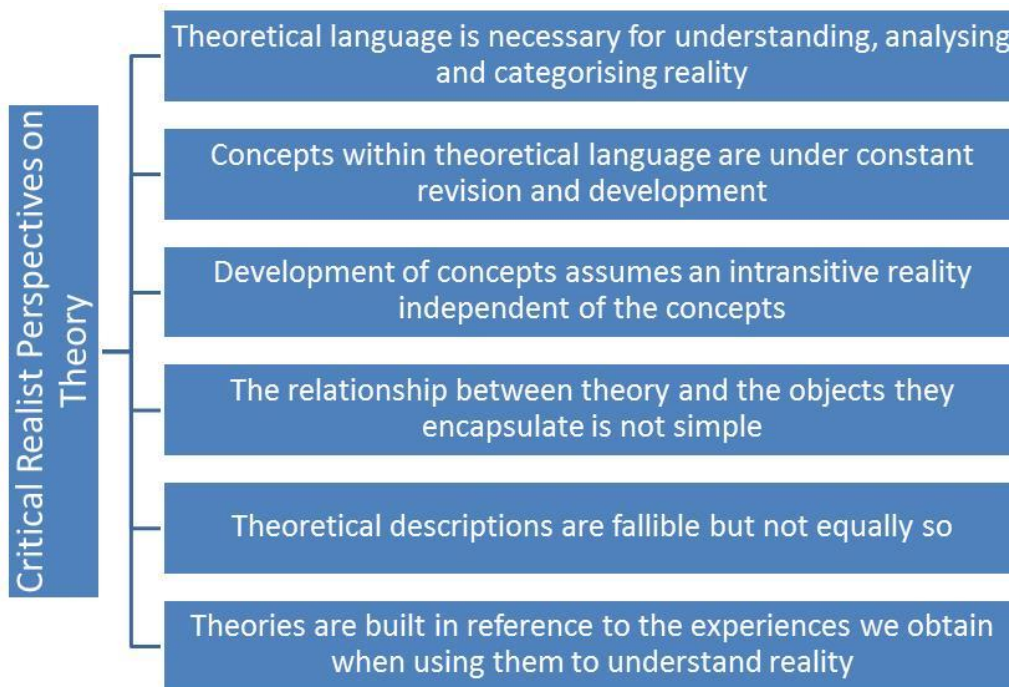 Critical Realist Perspectives on
Theory
Theoretical language is necessary for understanding, analysing
and categorising reality
Concepts within theoretical language are under constant
revision and development
Development of concepts assumes an intransitive reality
independent of the concepts
The relationship between theory and the objects they
encapsulate is not simple
Theoretical descriptions are fallible but not equally so
Theories are built in reference to the experiences we obtain
when using them to understand reality